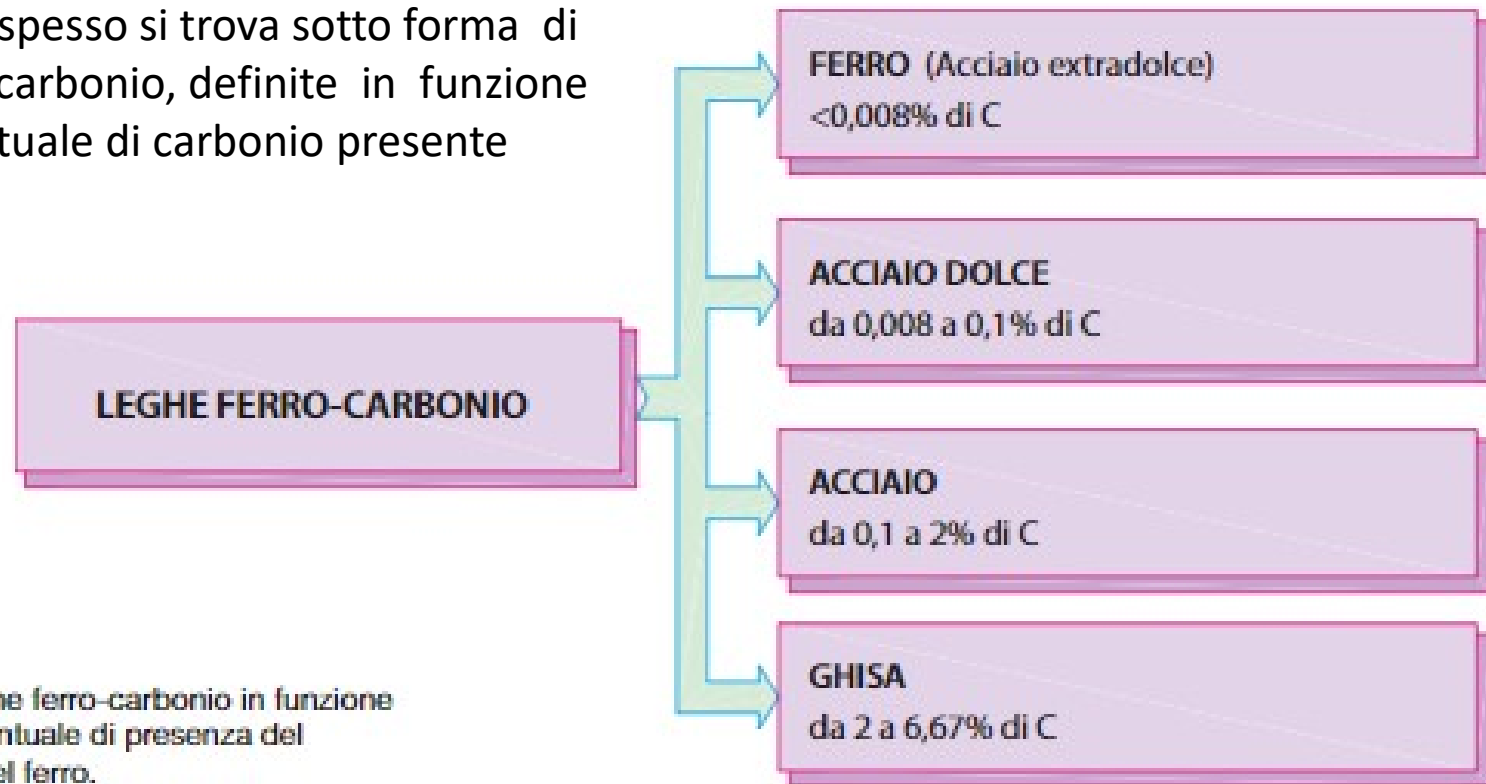 spesso si trova sotto forma di
carbonio, definite in funzione
tuale di carbonio presente
FERRO (Acciaio extradolce)
<0,008% di C
ACCIAIO DOLCE
da 0,008 a 0,1% di C
LEGHE FERRO-CARBONIO
ACCIAIO
da 0,1 a 2% di C
GHISA
da 2 a 6,67% di C
ne ferro-carbonio in funzione
ntuale di presenza del
el ferro.